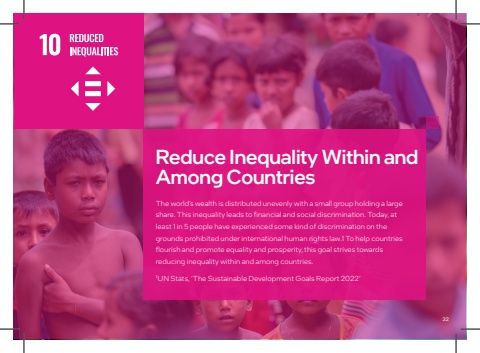 10 REDUCED
INEQUALITIES
Reduce Inequality Within and
Among Countries
The world's wealth is distributed unevenly with a small group holding a large
share. This inequality leads to financial and social discrimination. Today, at
least 1 in 5 people have experienced some kind of discrimination on the
grounds prohibited under international human rights law.¹ To help countries
flourish and promote equality and prosperity, this goal strives towards
reducing inequality within and among countries.
¹UN Stats, 'The Sustainable Development Goals Report 2022'
32